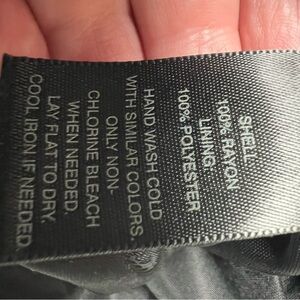 SHELL
100% RAYON
LINING:
100% POLYESTER
HAND WASH COLD
WITH SIMILAR COLORS.
ONLY NON-
CHLORINE BLEACH
WHEN NEEDED.
LAY FLAT TO DRY.
COOL IRON IF NEEDED.